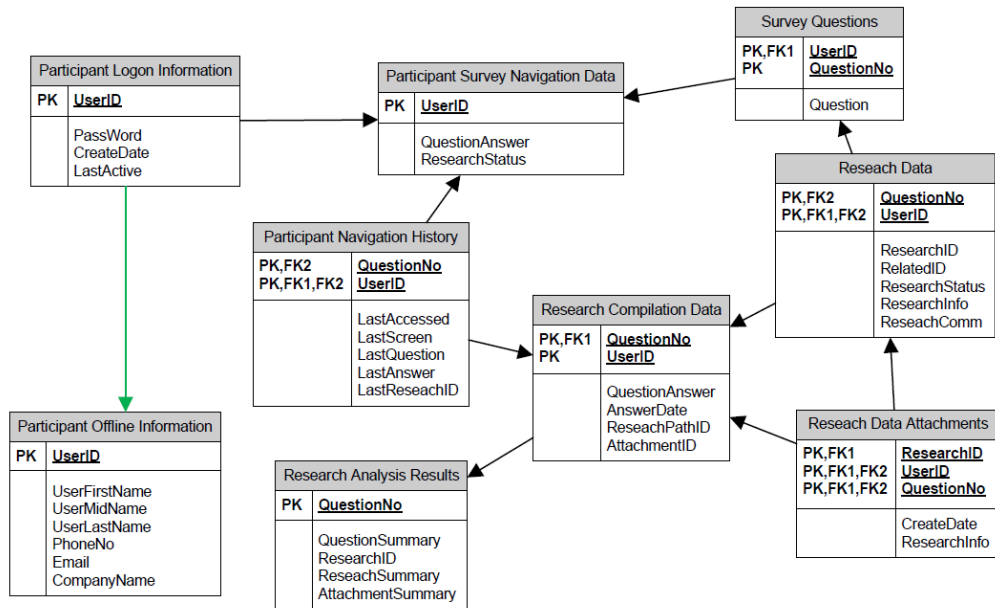 Survey Questions
PK,FK1 UserID
PK QuestionNo
Question
Participant Logon Information
PK UserID
PassWord
CreateDate
LastActive
Participant Survey Navigation Data
PK UserID
QuestionAnswer
ResearchStatus
Reseach Data
PK,FK2 QuestionNo
PK,FK1,FK2 UserID
ResearchID
RelatedID
ResearchStatus
ResearchInfo
ReseachComm
Participant Navigation History
PK,FK2 QuestionNo
PK,FK1,FK2 UserID
LastAccessed
LastScreen
LastQuestion
LastAnswer
LastReseachID
Research Compilation Data
PK,FK1 QuestionNo
PK UserID
QuestionAnswer
AnswerDate
ReseachPathID
AttachmentID
Participant Offline Information
PK UserID
UserFirstName
UserMidName
UserLastName
PhoneNo
Email
CompanyName
Research Analysis Results
PK QuestionNo
QuestionSummary
ResearchID
ReseachSummary
AttachmentSummary
Reseach Data Attachments
PK,FK1 ResearchID
PK,FK1,FK2 UserID
PK,FK1,FK2 QuestionNo
CreateDate
ResearchInfo